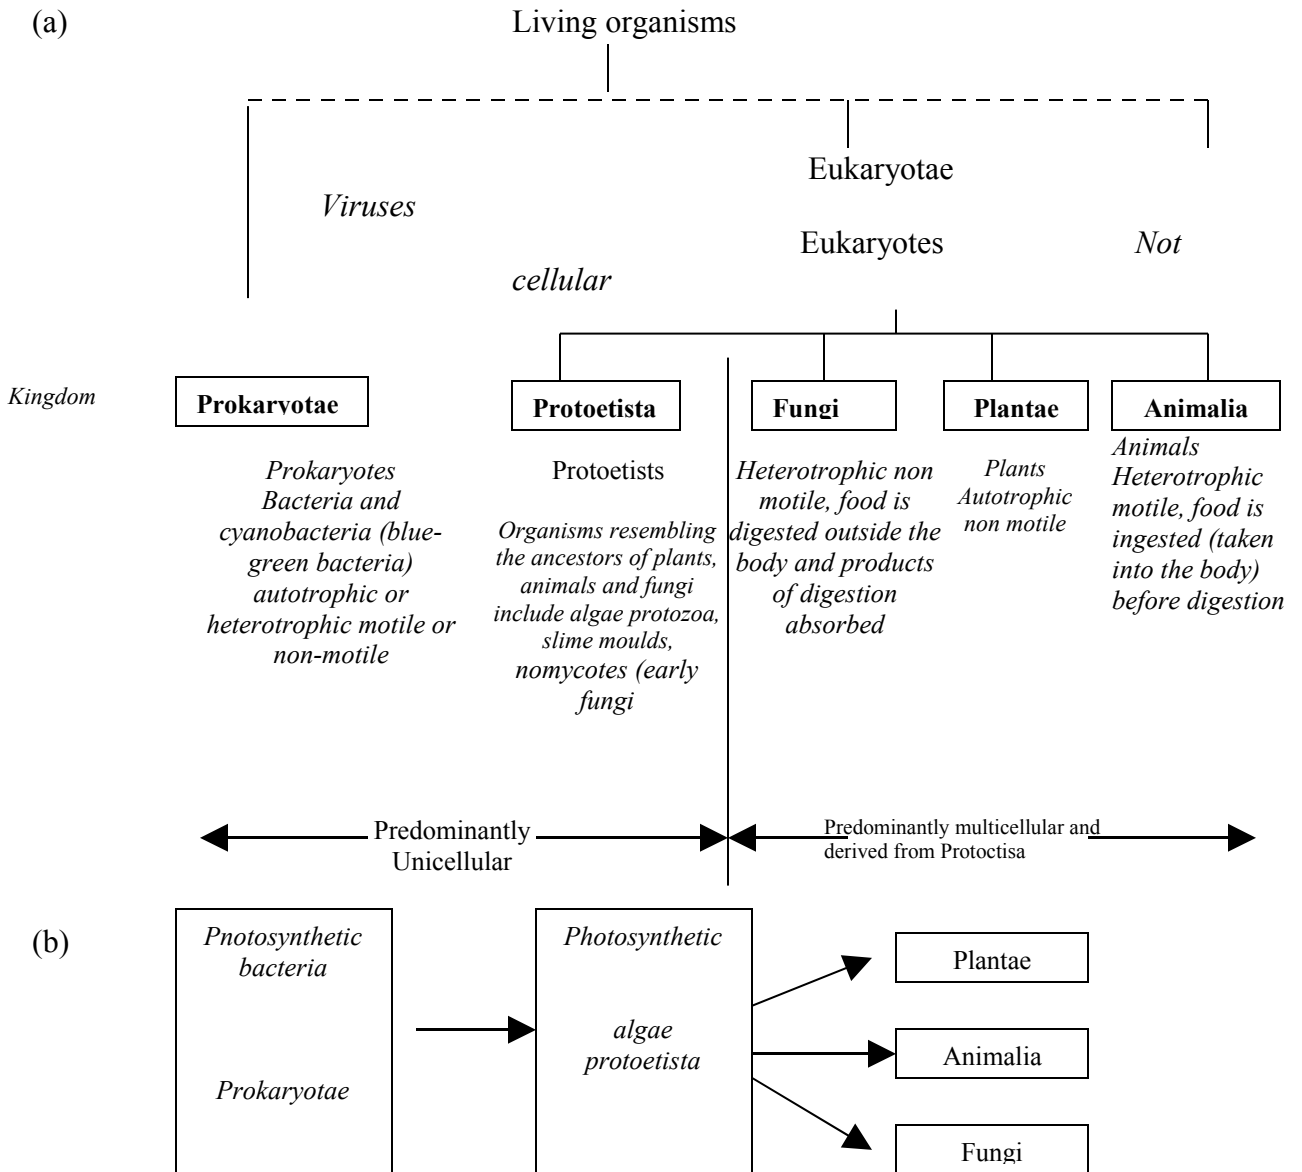 (a)
Living organisms
Eukaryotae
Viruses
Eukaryotes
Not
cellular
Kingdom
Prokaryotae
Protoetista
Fungi
Plantae
Animalia
Prokaryotes
Bacteria and
cyanobacteria (blue-
green bacteria)
autotrophic or
heterotrophic motile or
non-motile
Protoetists
Organisms resembling
the ancestors of plants,
animals and fungi
include algae protozoa,
slime moulds,
nomycotes (early
fungi
Heterotrophic non
motile, food is
digested outside the
body and products
of digestion
absorbed
Plants
Autotrophic
non motile
Animals
Heterotrophic
motile, food is
ingested (taken
into the body)
before digestion
Predominantly
Unicellular
Predominantly multicellular and
derived from Protoctisa
(b)
Pnotosynthetic
bacteria
Prokaryotae
Photosynthetic
algae
protoetista
Plantae
Animalia
Fungi